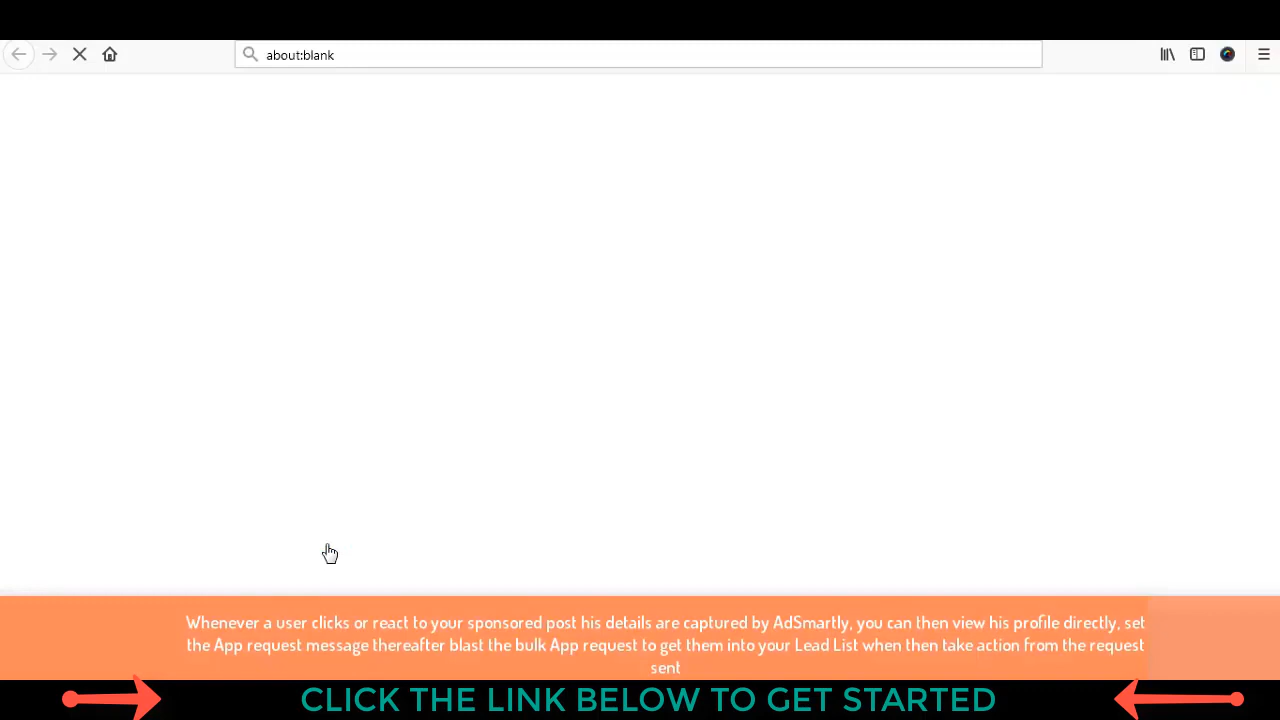 about:blank
Whenever a user clicks or react to your sponsored post his details are captured by AdSmartly, you can then view his profile directly, set
the App request message thereafter blast the bulk App request to get them into your Lead List when then take action from the request
sent
CLICK THE LINK BELOW TO GET STARTED